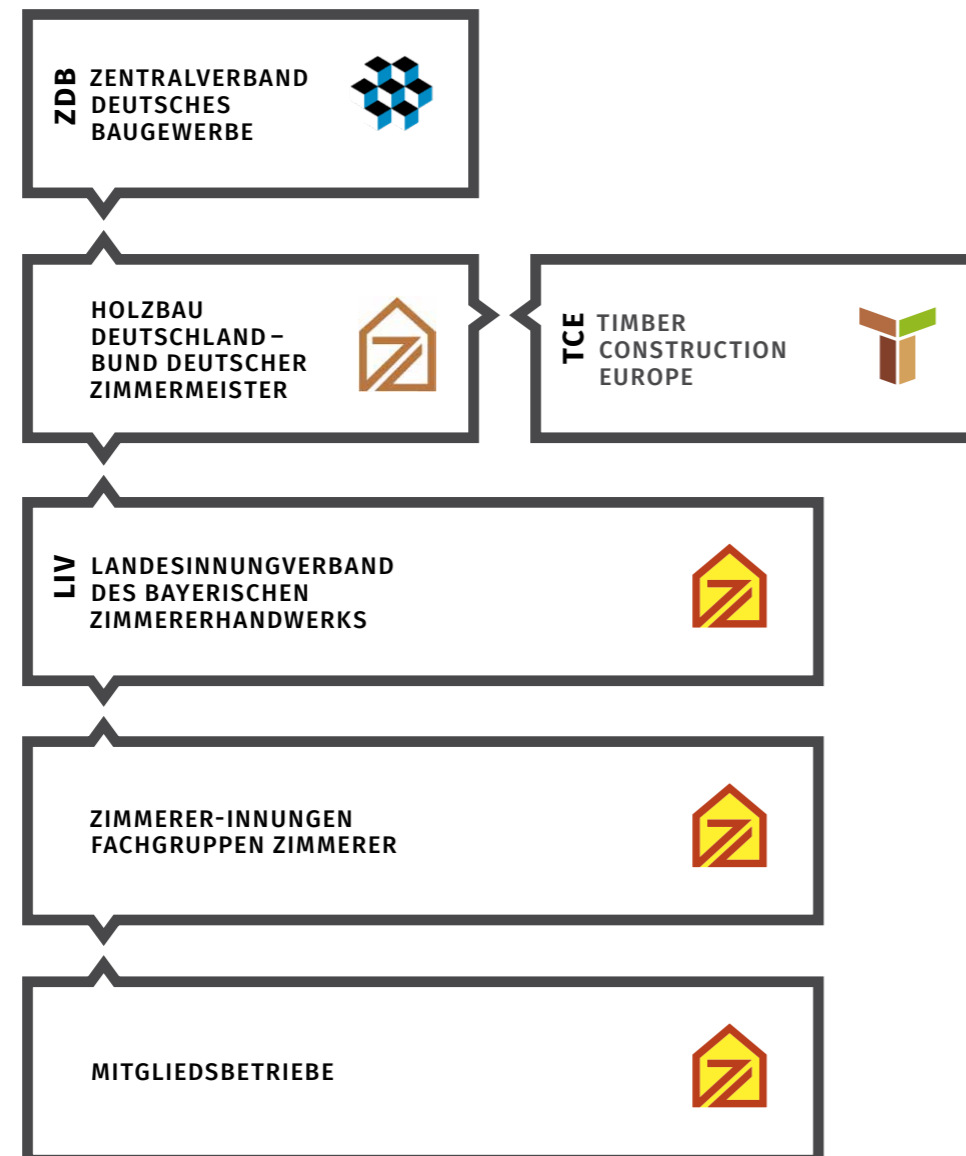 ZDB
ZENTRALVERBAND
DEUTSCHES
BAUGEWERBE
HOLZBAU
DEUTSCHLAND –
BUND DEUTSCHER
ZIMMERMEISTER
TCE
TIMBER
CONSTRUCTION
EUROPE
LIV
LANDESINNUNGVERBAND
DES BAYERISCHEN
ZIMMERERHANDWERKS
ZIMMERER-INNUNGEN
FACHGRUPPEN ZIMMERER
MITGLIEDSBETRIEBE